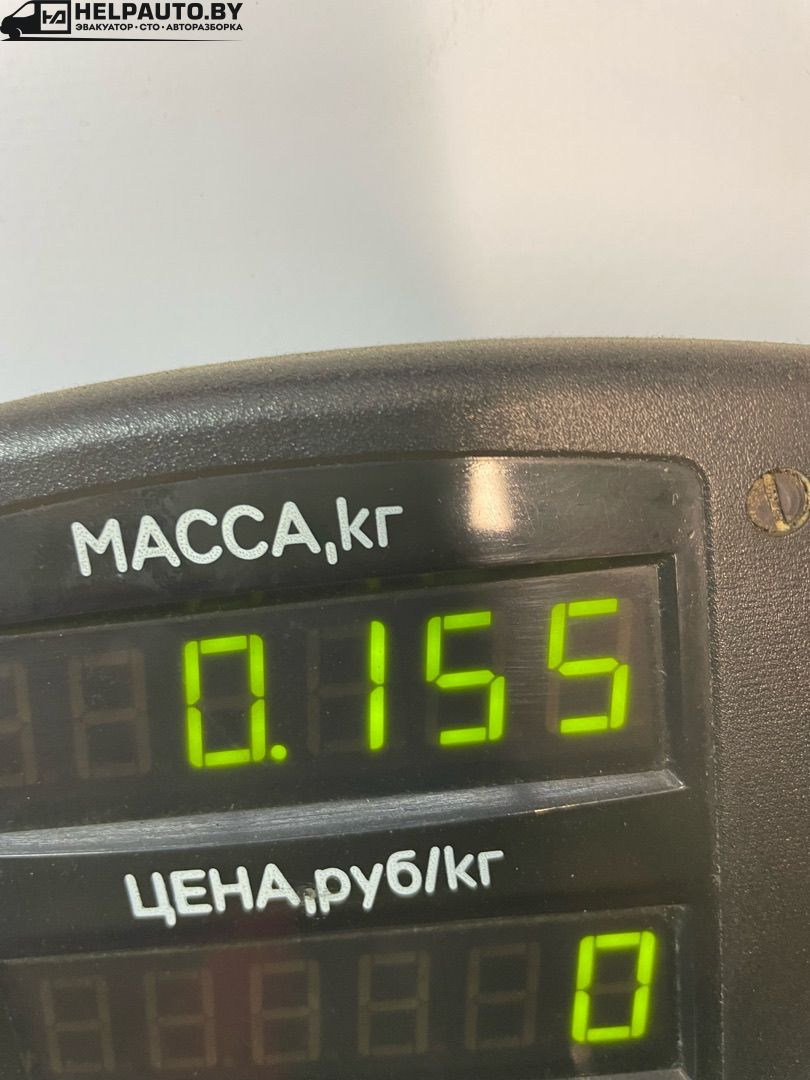 HELPAUTO.BY
ЭВАКУАТОР • СТО • АВТОРАЗБОРКА
МАССА,кг
0.155
ЦЕНА,руб/кг
0